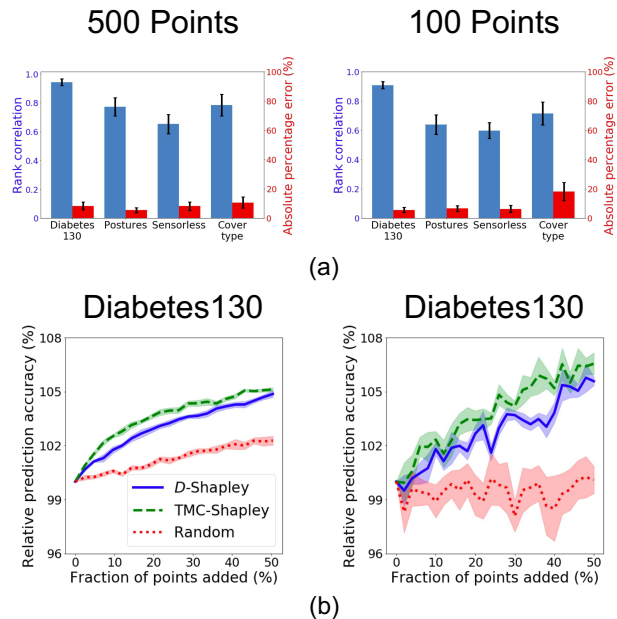 500 Points
100 Points
Rank correlation
1.0
0.8
0.6
0.4
0.2
0
100
80
60
40
20
0
Absolute percentage error (%)
Diabetes
130
Postures
Sensorless
Cover
type
Rank correlation
1.0
0.8
0.6
0.4
0.2
0
100
80
60
40
20
0
Absolute percentage error (%)
Diabetes
130
Postures
Sensorless
Cover
type
(a)
Diabetes130
Diabetes130
Relative prediction accuracy (%)
108
105
102
99
96
D-Shapley
TMC-Shapley
Random
0
10
20
30
40
50
Fraction of points added (%)
Relative prediction accuracy (%)
108
105
102
99
96
0
10
20
30
40
50
Fraction of points added (%)
(b)